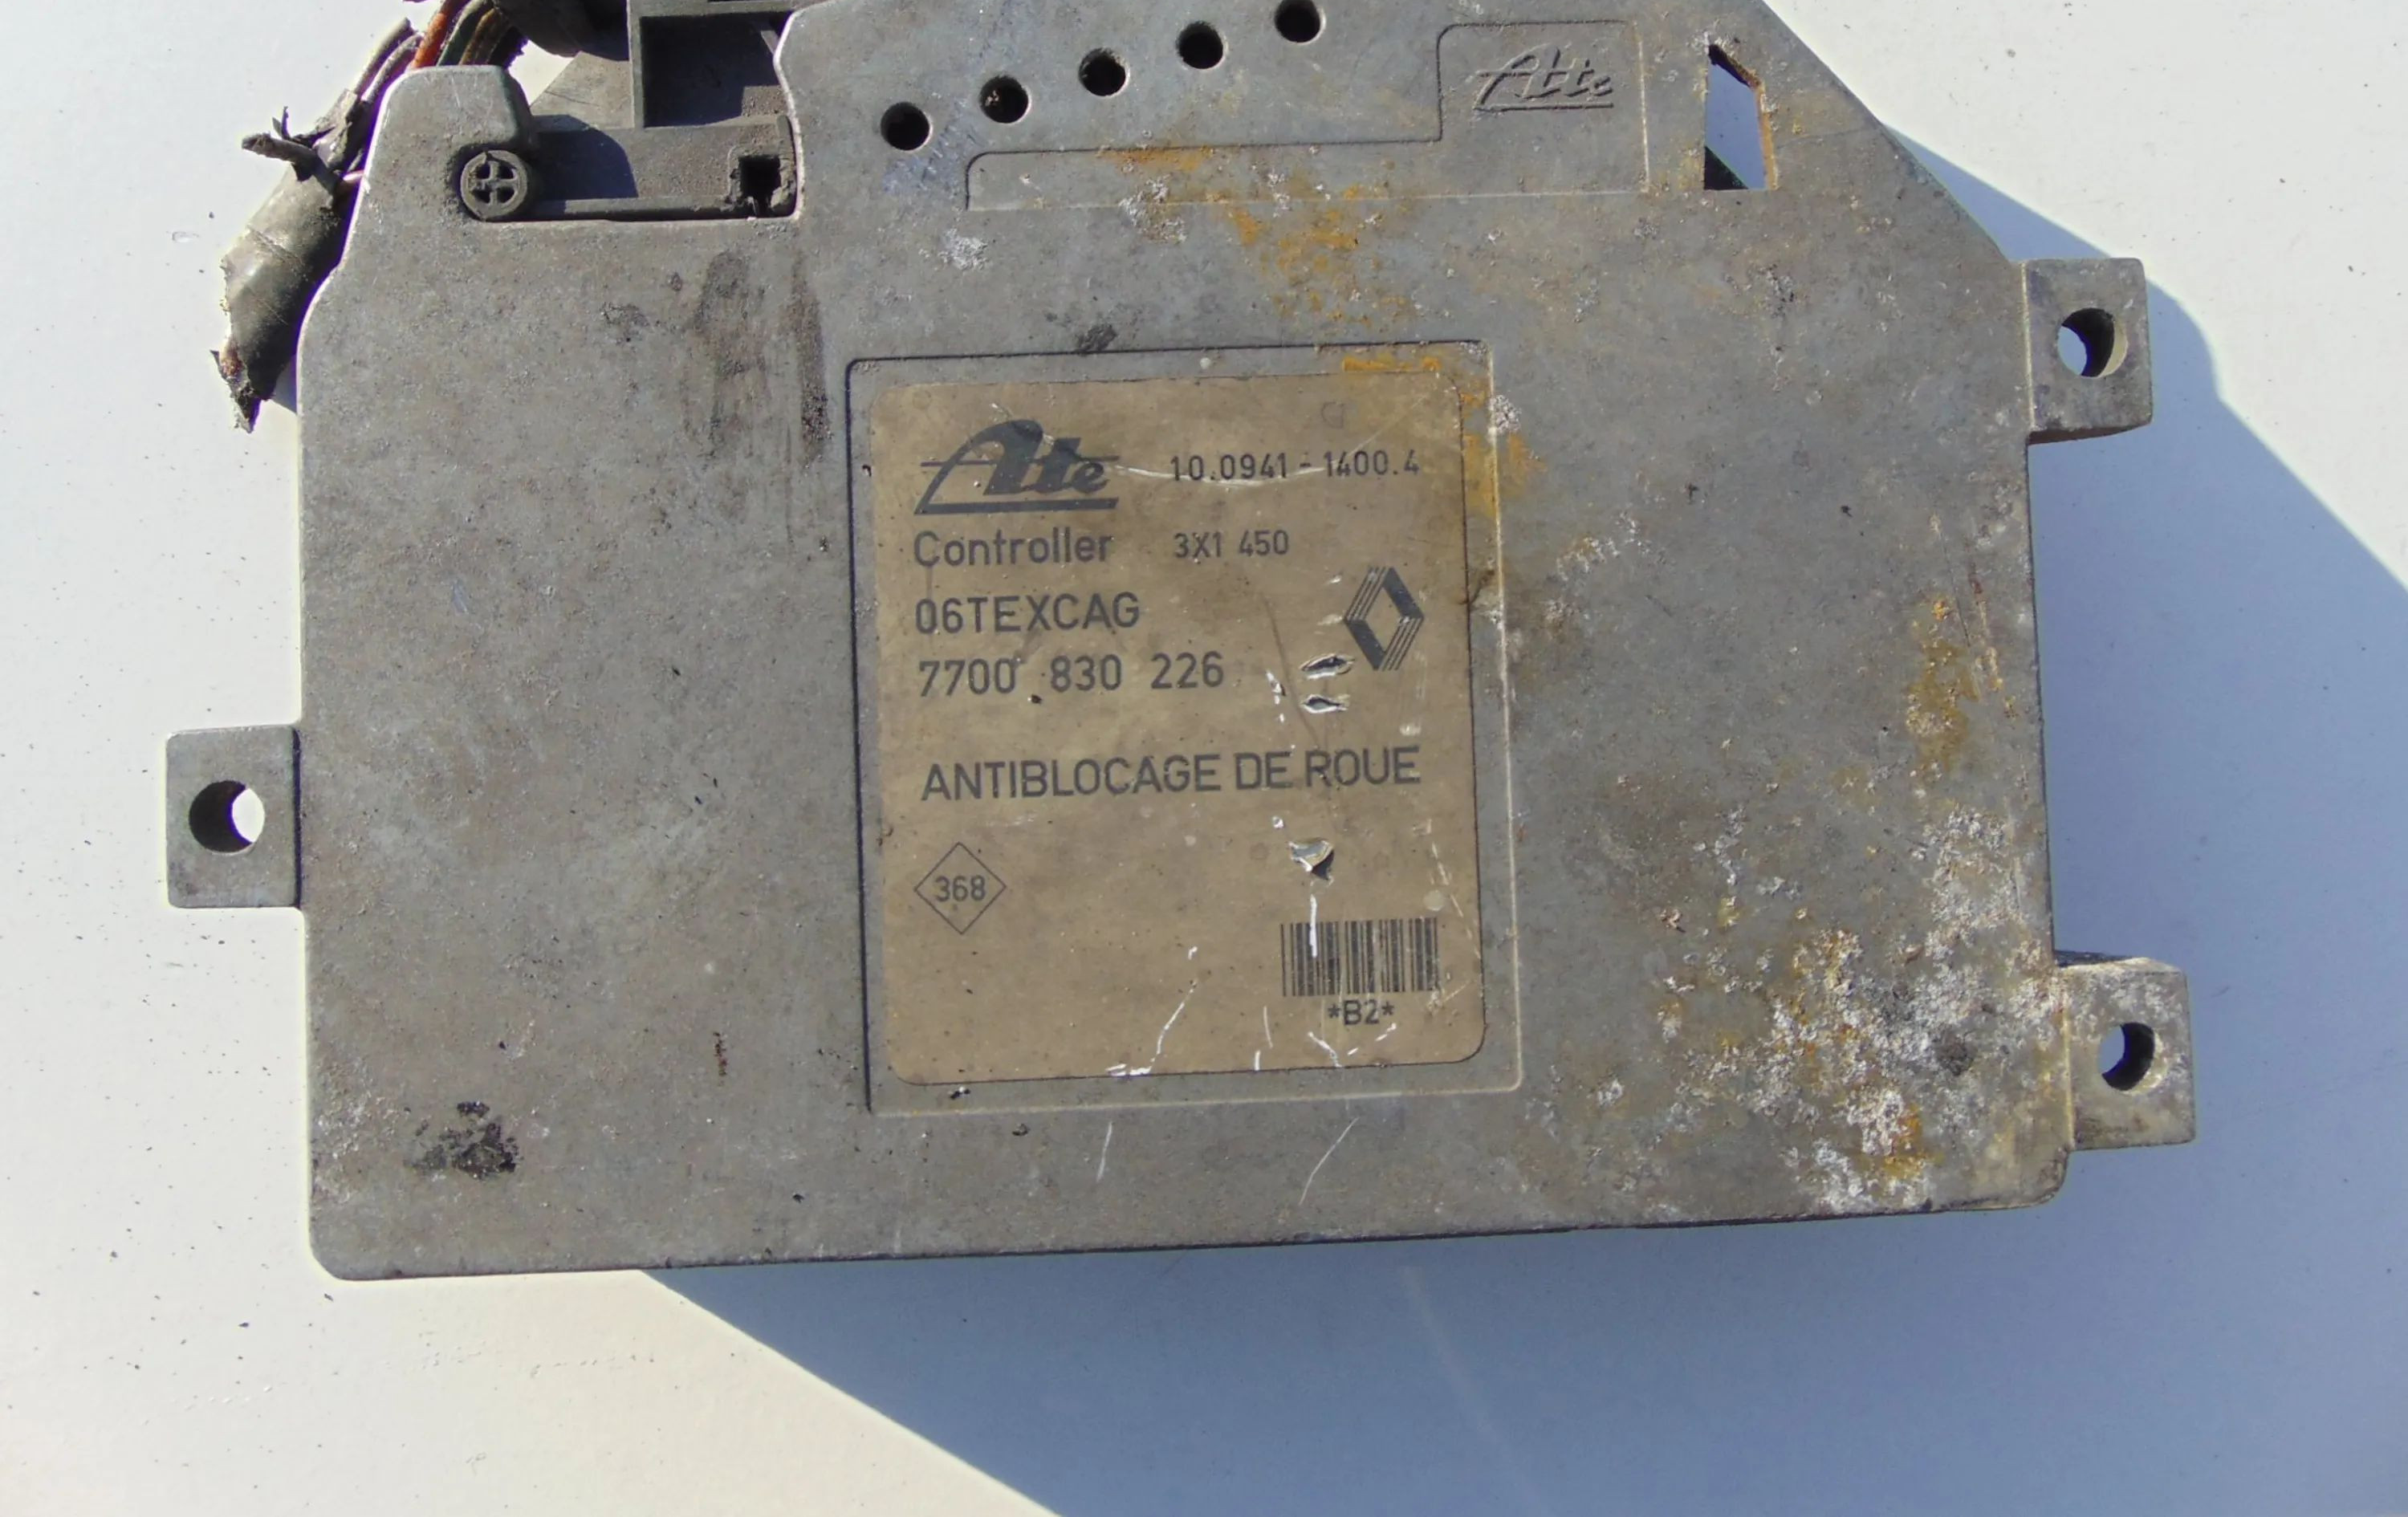 Ate
Ate 10.0941-1400.4
Controller 3X1 450
06TEXCAG
7700 830 226
ANTIBLOCAGE DE ROUE
368
*B2*